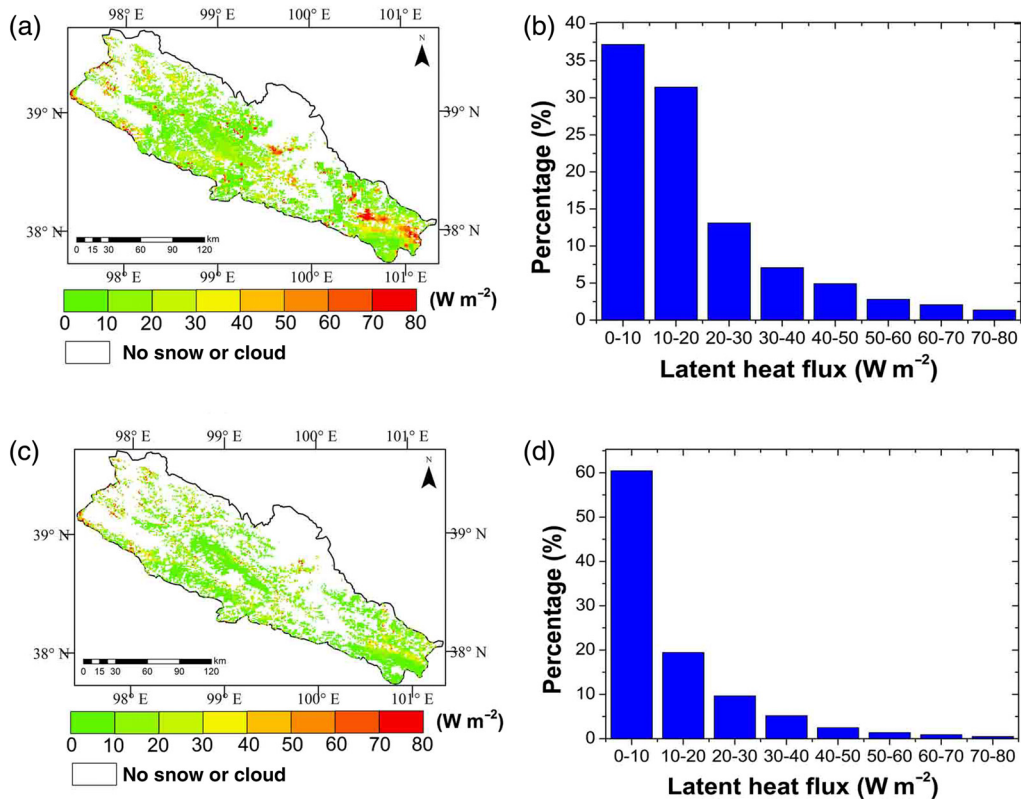 (a)
98° E 99° E 100° E 101° E
N
39° N
39° N
38° N
38° N
km
0 15 30 60 90 120
98° E 99° E 100° E 101° E
(W m⁻²)
0 10 20 30 40 50 60 70 80
No snow or cloud
(b)
40
35
30
25
20
15
10
5
0
Percentage (%)
0-10 10-20 20-30 30-40 40-50 50-60 60-70 70-80
Latent heat flux (W m⁻²)
(c)
98° E 99° E 100° E 101° E
N
39° N
39° N
38° N
38° N
km
0 15 30 60 90 120
98° E 99° E 100° E 101° E
(W m⁻²)
0 10 20 30 40 50 60 70 80
No snow or cloud
(d)
60
50
40
30
20
10
0
Percentage (%)
0-10 10-20 20-30 30-40 40-50 50-60 60-70 70-80
Latent heat flux (W m⁻²)